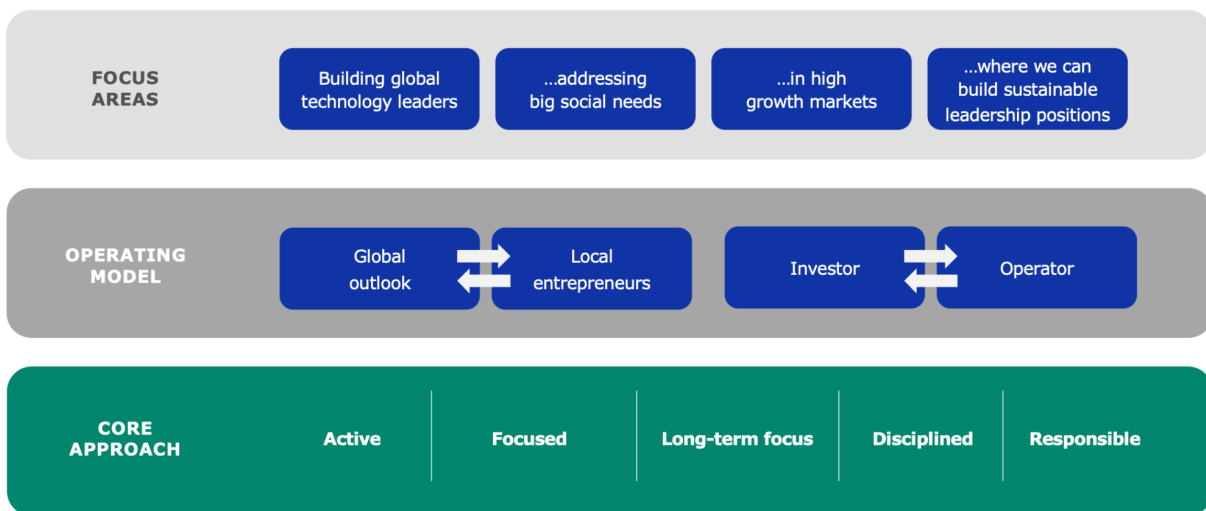 FOCUS
AREAS
Building global
technology leaders
...addressing
big social needs
...in high
growth markets
...where we can
build sustainable
leadership positions
OPERATING
MODEL
Global
outlook
Local
entrepreneurs
Investor
Operator
CORE
APPROACH
Active
Focused
Long-term focus
Disciplined
Responsible